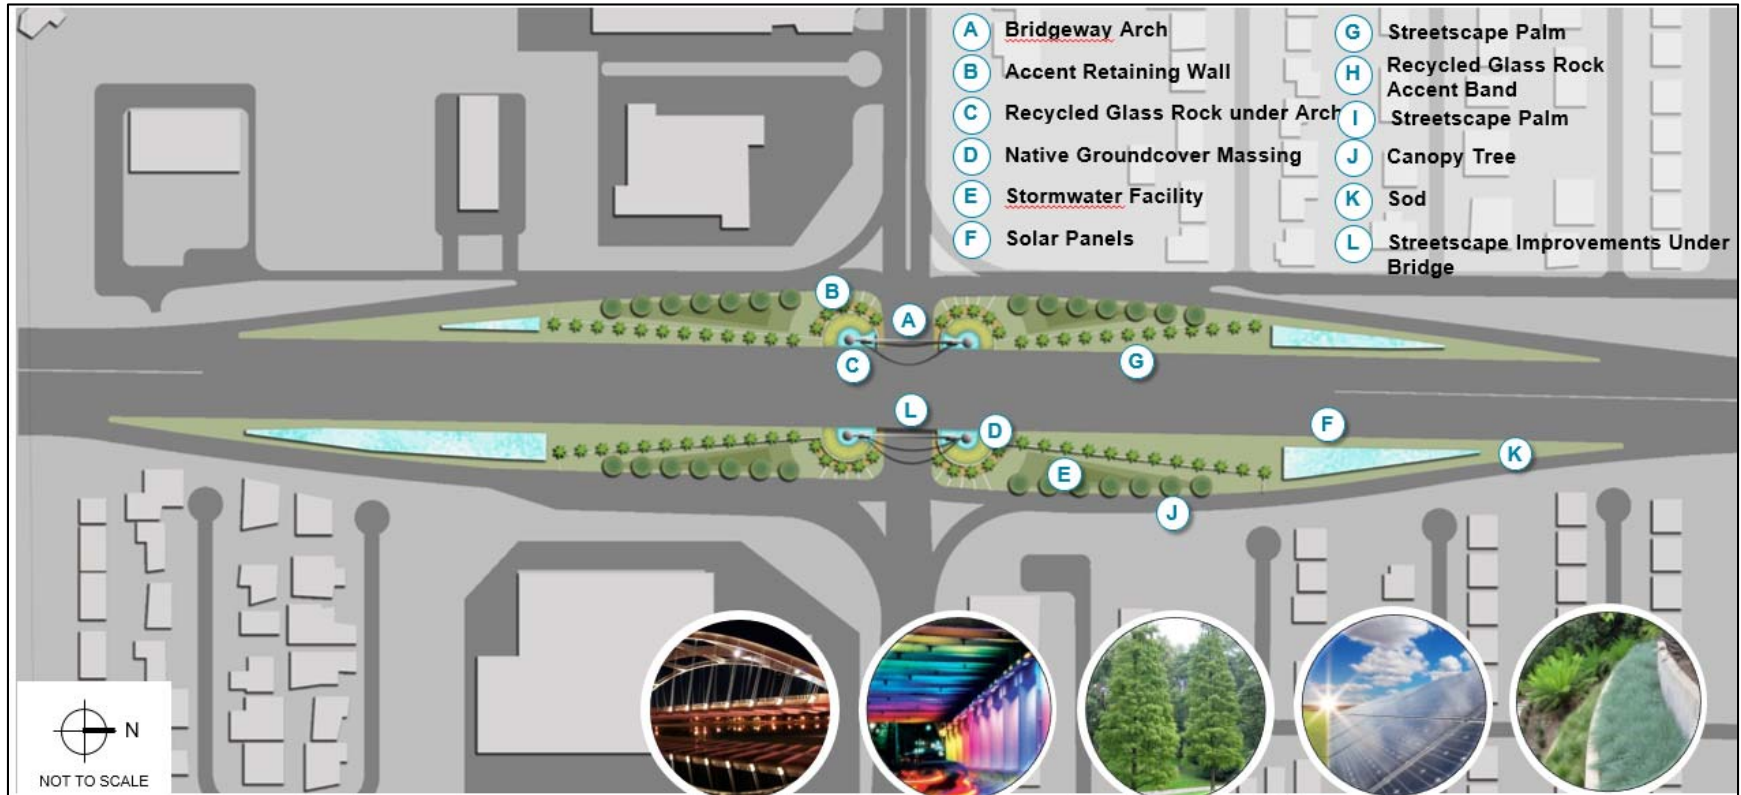 A Bridgeway Arch
B Accent Retaining Wall
C Recycled Glass Rock under Arch
D Native Groundcover Massing
E Stormwater Facility
F Solar Panels
G Streetscape Palm
H Recycled Glass Rock
Accent Band
I Streetscape Palm
J Canopy Tree
K Sod
L Streetscape Improvements Under
Bridge
B
A
C
G
L
D
F
K
E
J
N
NOT TO SCALE